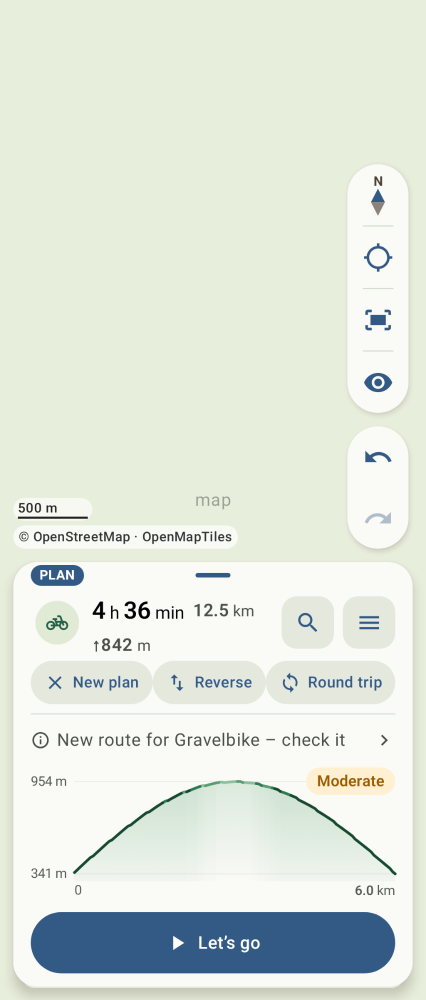 N
map
500 m
© OpenStreetMap · OpenMapTiles
PLAN
4 h 36 min 12.5 km
↑842 m
New plan
Reverse
Round trip
New route for Gravelbike – check it
954 m
Moderate
341 m
0
6.0 km
Let's go